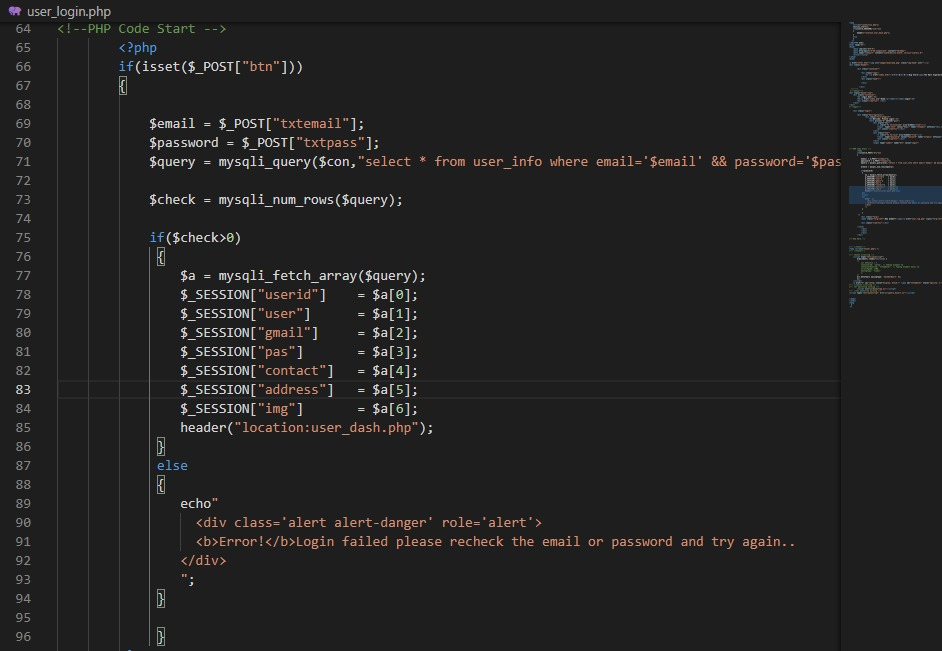 user_login.php
64 <!--PHP Code Start -->
65 <?php
66 if(isset($_POST["btn"]))
67 {
68
69 $email = $_POST["txtemail"];
70 $password = $_POST["txtpass"];
71 $query = mysqli_query($con,"select * from user_info where email='$email' && password='$pas
72
73 $check = mysqli_num_rows($query);
74
75 if($check>0)
76 {
77 $a = mysqli_fetch_array($query);
78 $_SESSION["userid"] = $a[0];
79 $_SESSION["user"] = $a[1];
80 $_SESSION["gmail"] = $a[2];
81 $_SESSION["pas"] = $a[3];
82 $_SESSION["contact"] = $a[4];
83 $_SESSION["address"] = $a[5];
84 $_SESSION["img"] = $a[6];
85 header("location:user_dash.php");
86 }
87 else
88 {
89 echo"
90 <div class='alert alert-danger' role='alert'>
91 <b>Error!</b>Login failed please recheck the email or password and try again..
92 </div>
93 ";
94 }
95
96 }